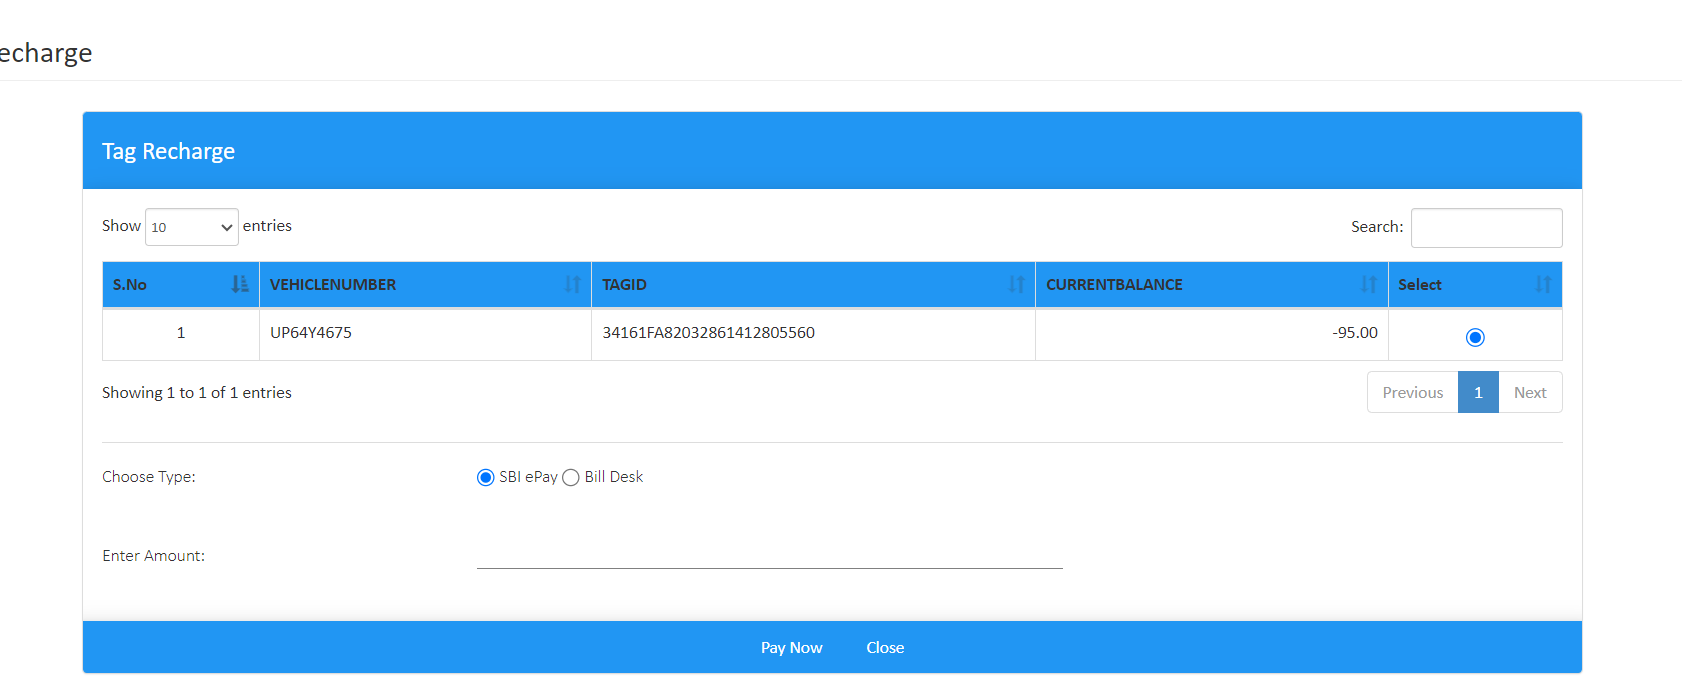 echarge
Tag Recharge
Show 10 entries Search:
S.No VEHICLENUMBER TAGID CURRENTBALANCE Select
1 UP64Y4675 34161FA82032861412805560 -95.00
Showing 1 to 1 of 1 entries Previous 1 Next
Choose Type: SBI ePay Bill Desk
Enter Amount:
Pay Now Close